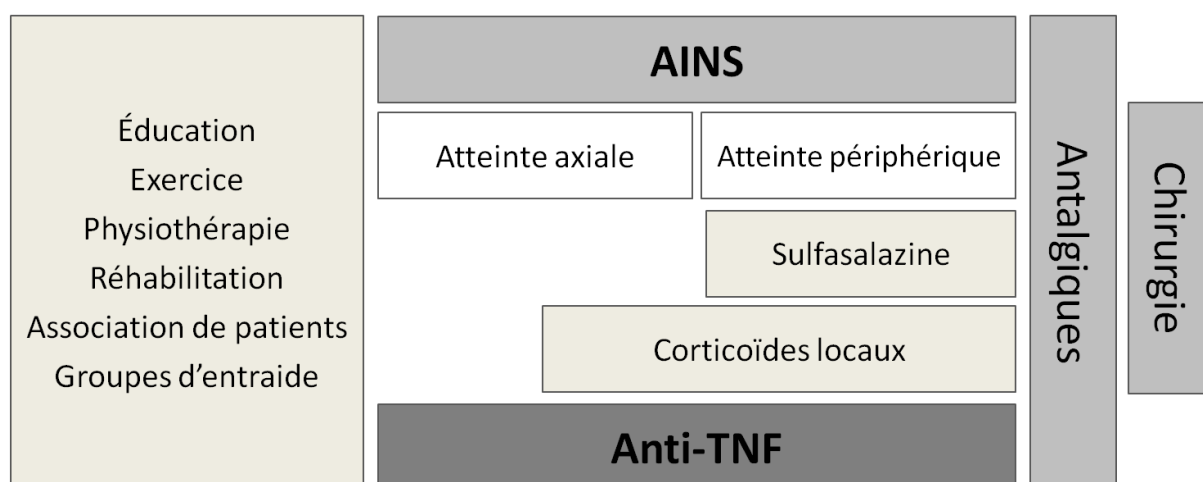 Éducation
Exercice
Physiothérapie
Réhabilitation
Association de patients
Groupes d'entraide
AINS
Atteinte axiale
Atteinte périphérique
Sulfasalazine
Corticoïdes locaux
Anti-TNF
Antalgiques
Chirurgie